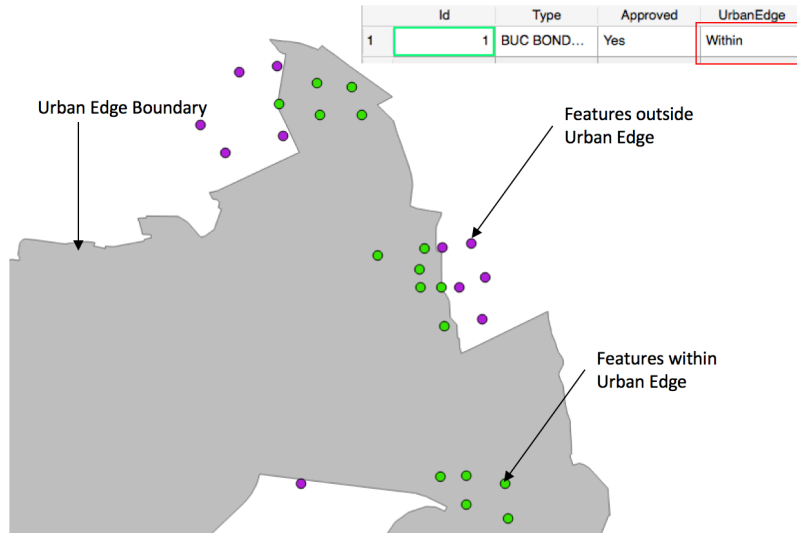 Id Type Approved UrbanEdge
1 1 BUC BOND... Yes Within
Urban Edge Boundary
Features outside
Urban Edge
Features within
Urban Edge